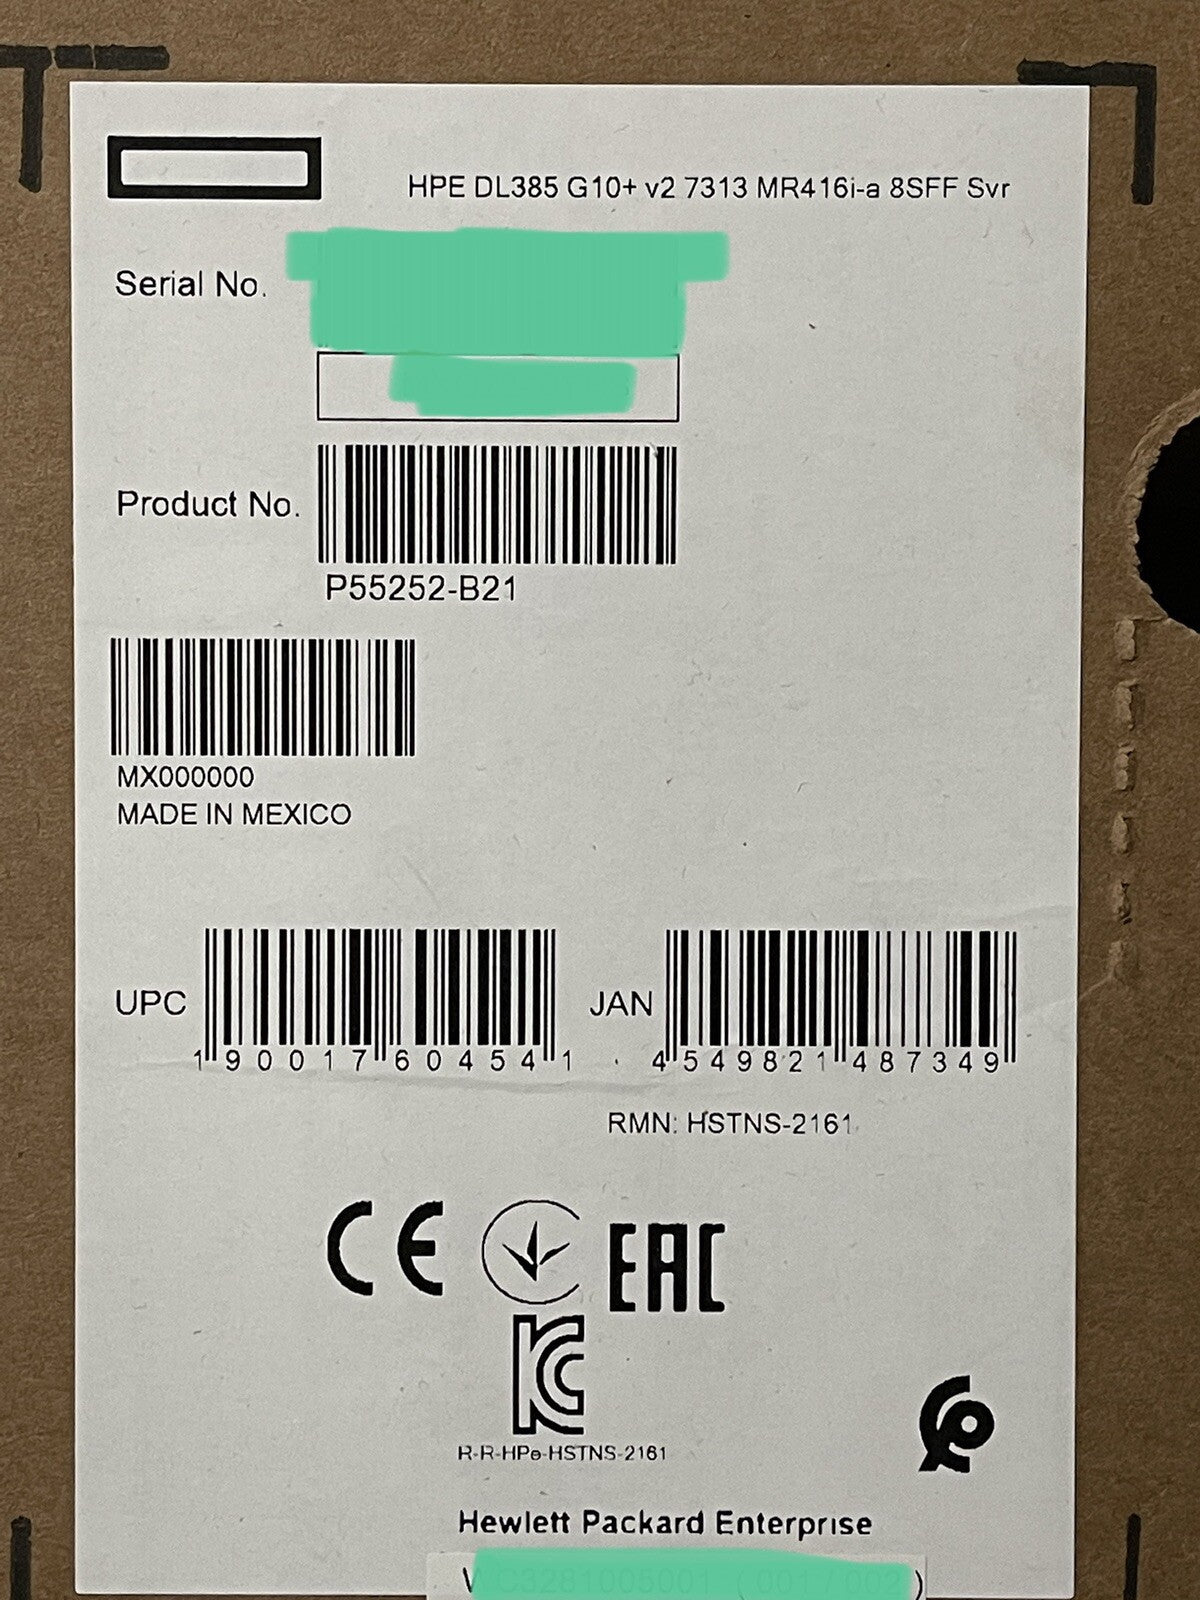 HPE DL385 G10+ v2 7313 MR416i-a 8SFF Svr
Serial No.
Product No.
P55252-B21
MX000000
MADE IN MEXICO
UPC
1 90017 60454 1
JAN
4 549821 487349
RMN: HSTNS-2161
CE
EAC
KC
R-R-HPe-HSTNS-2161
Hewlett Packard Enterprise